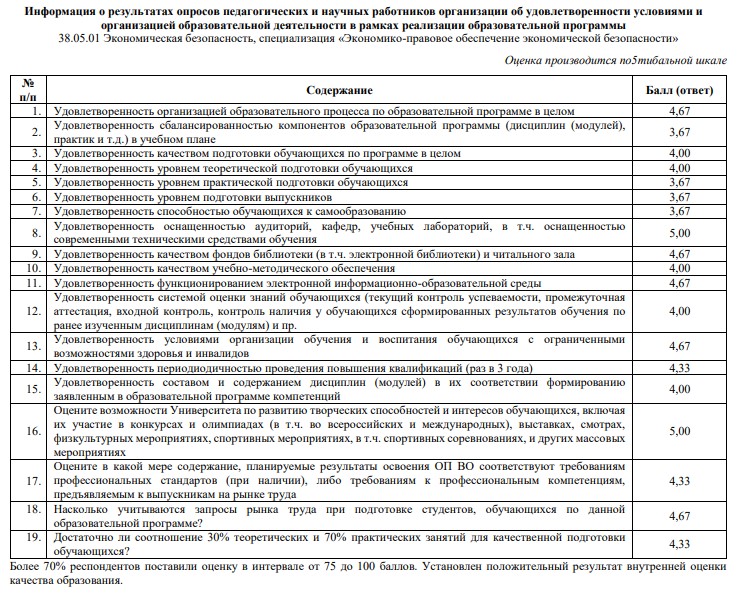 Информация о результатах опросов педагогических и научных работников организации об удовлетворенности условиями и
организацией образовательной деятельности в рамках реализации образовательной программы
38.05.01 Экономическая безопасность, специализация «Экономико-правовое обеспечение экономической безопасности»
Оценка производится по5тибальной шкале
№
п/п
Содержание
Балл (ответ)
1. Удовлетворенность организацией образовательного процесса по образовательной программе в целом 4,67
2. Удовлетворенность сбалансированностью компонентов образовательной программы (дисциплин (модулей),
практик и т.д.) в учебном плане 3,67
3. Удовлетворенность качеством подготовки обучающихся по программе в целом 4,00
4. Удовлетворенность уровнем теоретической подготовки обучающихся 4,00
5. Удовлетворенность уровнем практической подготовки обучающихся 3,67
6. Удовлетворенность уровнем подготовки выпускников 3,67
7. Удовлетворенность способностью обучающихся к самообразованию 3,67
8. Удовлетворенность оснащенностью аудиторий, кафедр, учебных лабораторий, в т.ч. оснащенностью
современными техническими средствами обучения 5,00
9. Удовлетворенность качеством фондов библиотеки (в т.ч. электронной библиотеки) и читального зала 4,67
10. Удовлетворенность качеством учебно-методического обеспечения 4,00
11. Удовлетворенность функционированием электронной информационно-образовательной среды 4,67
12. Удовлетворенность системой оценки знаний обучающихся (текущий контроль успеваемости, промежуточная
аттестация, входной контроль, контроль наличия у обучающихся сформированных результатов обучения по
ранее изученным дисциплинам (модулям) и пр. 4,00
13. Удовлетворенность условиями организации обучения и воспитания обучающихся с ограниченными
возможностями здоровья и инвалидов 4,67
14. Удовлетворенность периодиодичностью проведения повышения квалификаций (раз в 3 года) 4,33
15. Удовлетворенность составом и содержанием дисциплин (модулей) в их соответствии формированию
заявленным в образовательной программе компетенций 4,00
16. Оцените возможности Университета по развитию творческих способностей и интересов обучающихся, включая
их участие в конкурсах и олимпиадах (в т.ч. во всероссийских и международных), выставках, смотрах,
физкультурных мероприятиях, спортивных мероприятиях, в т.ч. спортивных соревнованиях, и других массовых
мероприятиях 5,00
17. Оцените в какой мере содержание, планируемые результаты освоения ОП ВО соответствуют требованиям
профессиональных стандартов (при наличии), либо требованиям к профессиональным компетенциям,
предъявляемым к выпускникам на рынке труда 4,33
18. Насколько учитываются запросы рынка труда при подготовке студентов, обучающихся по данной
образовательной программе? 4,67
19. Достаточно ли соотношение 30% теоретических и 70% практических занятий для качественной подготовки
обучающихся? 4,33
Более 70% респондентов поставили оценку в интервале от 75 до 100 баллов. Установлен положительный результат внутренней оценки
качества образования.